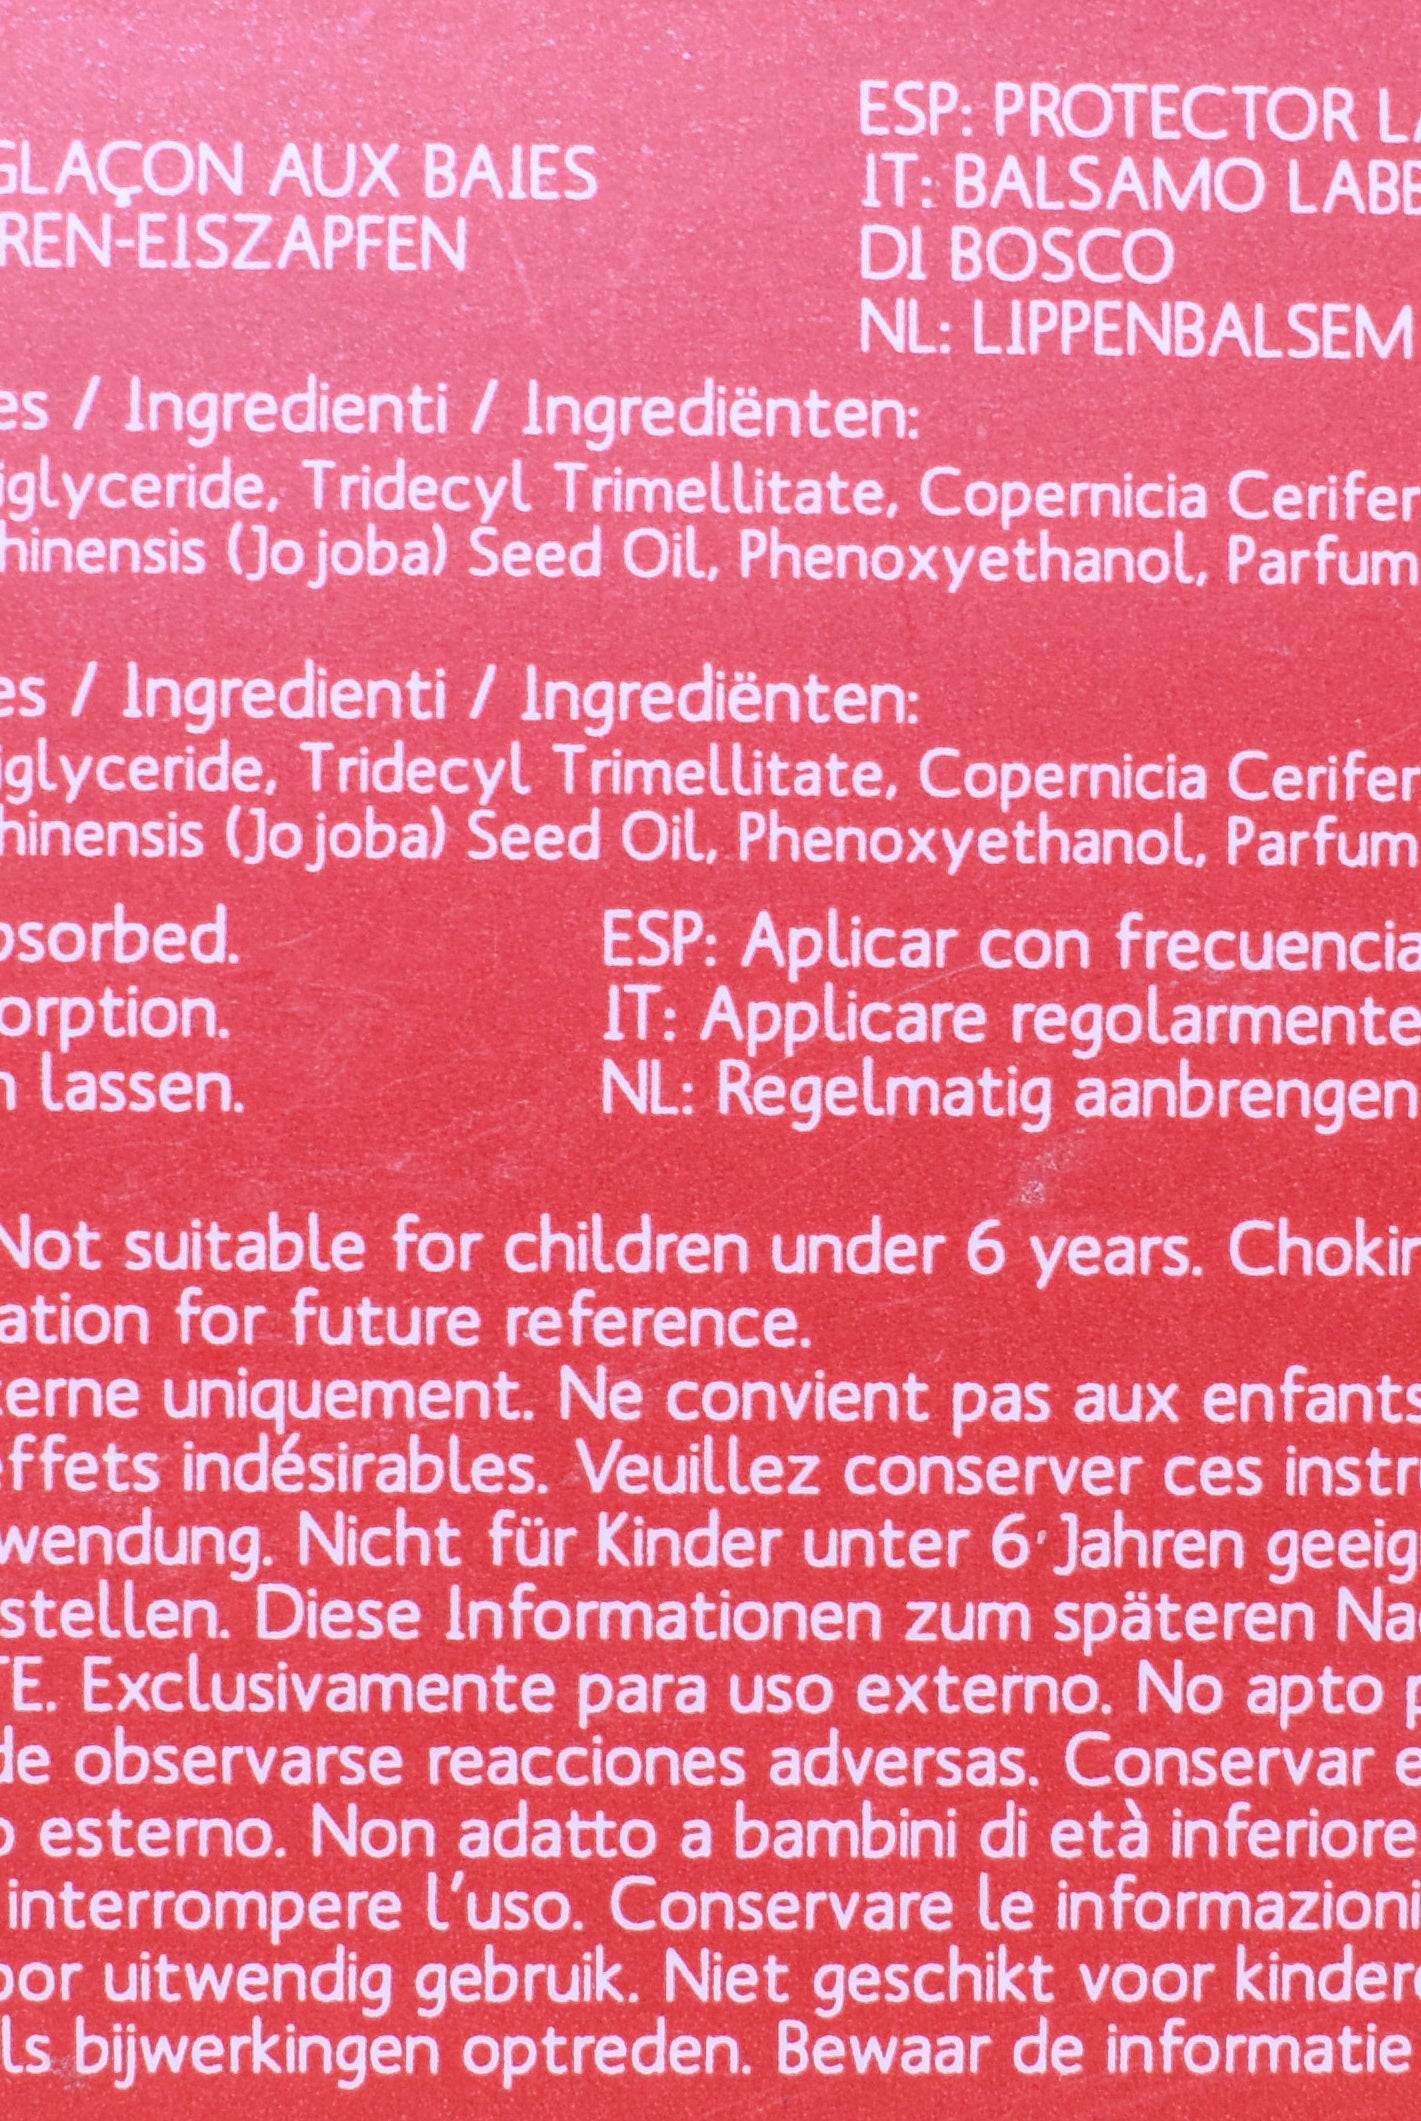 GLAÇON AUX BAIES
REN-EISZAPFEN
ESP: PROTECTOR LA
IT: BALSAMO LABB
DI BOSCO
NL: LIPPENBALSEM
es / Ingredienti / Ingrediënten:
iglyceride, Tridecyl Trimellitate, Copernicia Cerifer
hinensis (Jojoba) Seed Oil, Phenoxyethanol, Parfum
es / Ingredienti / Ingrediënten:
iglyceride, Tridecyl Trimellitate, Copernicia Cerifer
hinensis (Jojoba) Seed Oil, Phenoxyethanol, Parfum
bsorbed.
orption.
n lassen.
ESP: Aplicar con frecuencia
IT: Applicare regolarmente
NL: Regelmatig aanbrengen
Not suitable for children under 6 years. Chokin
ation for future reference.
terne uniquement. Ne convient pas aux enfants
effets indésirables. Veuillez conserver ces instr
wendung. Nicht für Kinder unter 6 Jahren geeig
stellen. Diese Informationen zum späteren Na
TE. Exclusivamente para uso externo. No apto p
de observarse reacciones adversas. Conservar e
o esterno. Non adatto a bambini di età inferiore
interrompere l'uso. Conservare le informazioni
oor uitwendig gebruik. Niet geschikt voor kindere
ls bijwerkingen optreden. Bewaar de informatie